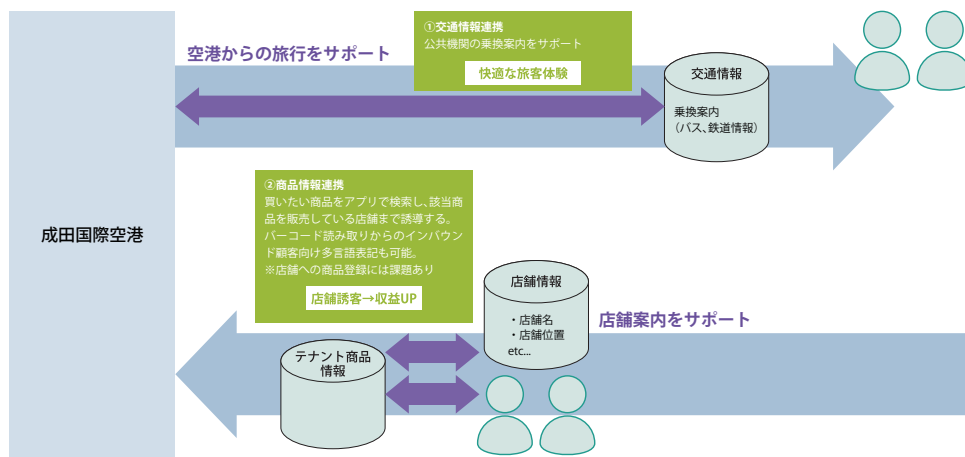 成田国際空港
空港からの旅行をサポート
①交通情報連携
公共機関の乗換案内をサポート
快適な旅客体験
交通情報
乗換案内
（バス、鉄道情報）
②商品情報連携
買いたい商品をアプリで検索し、該当商
品を販売している店舗まで誘導する。
バーコード読み取りからのインバウン
ド顧客向け多言語表記も可能。
※店舗への商品登録には課題あり
店舗誘客→収益UP
店舗情報
・店舗名
・店舗位置
etc...
店舗案内をサポート
テナント商品
情報